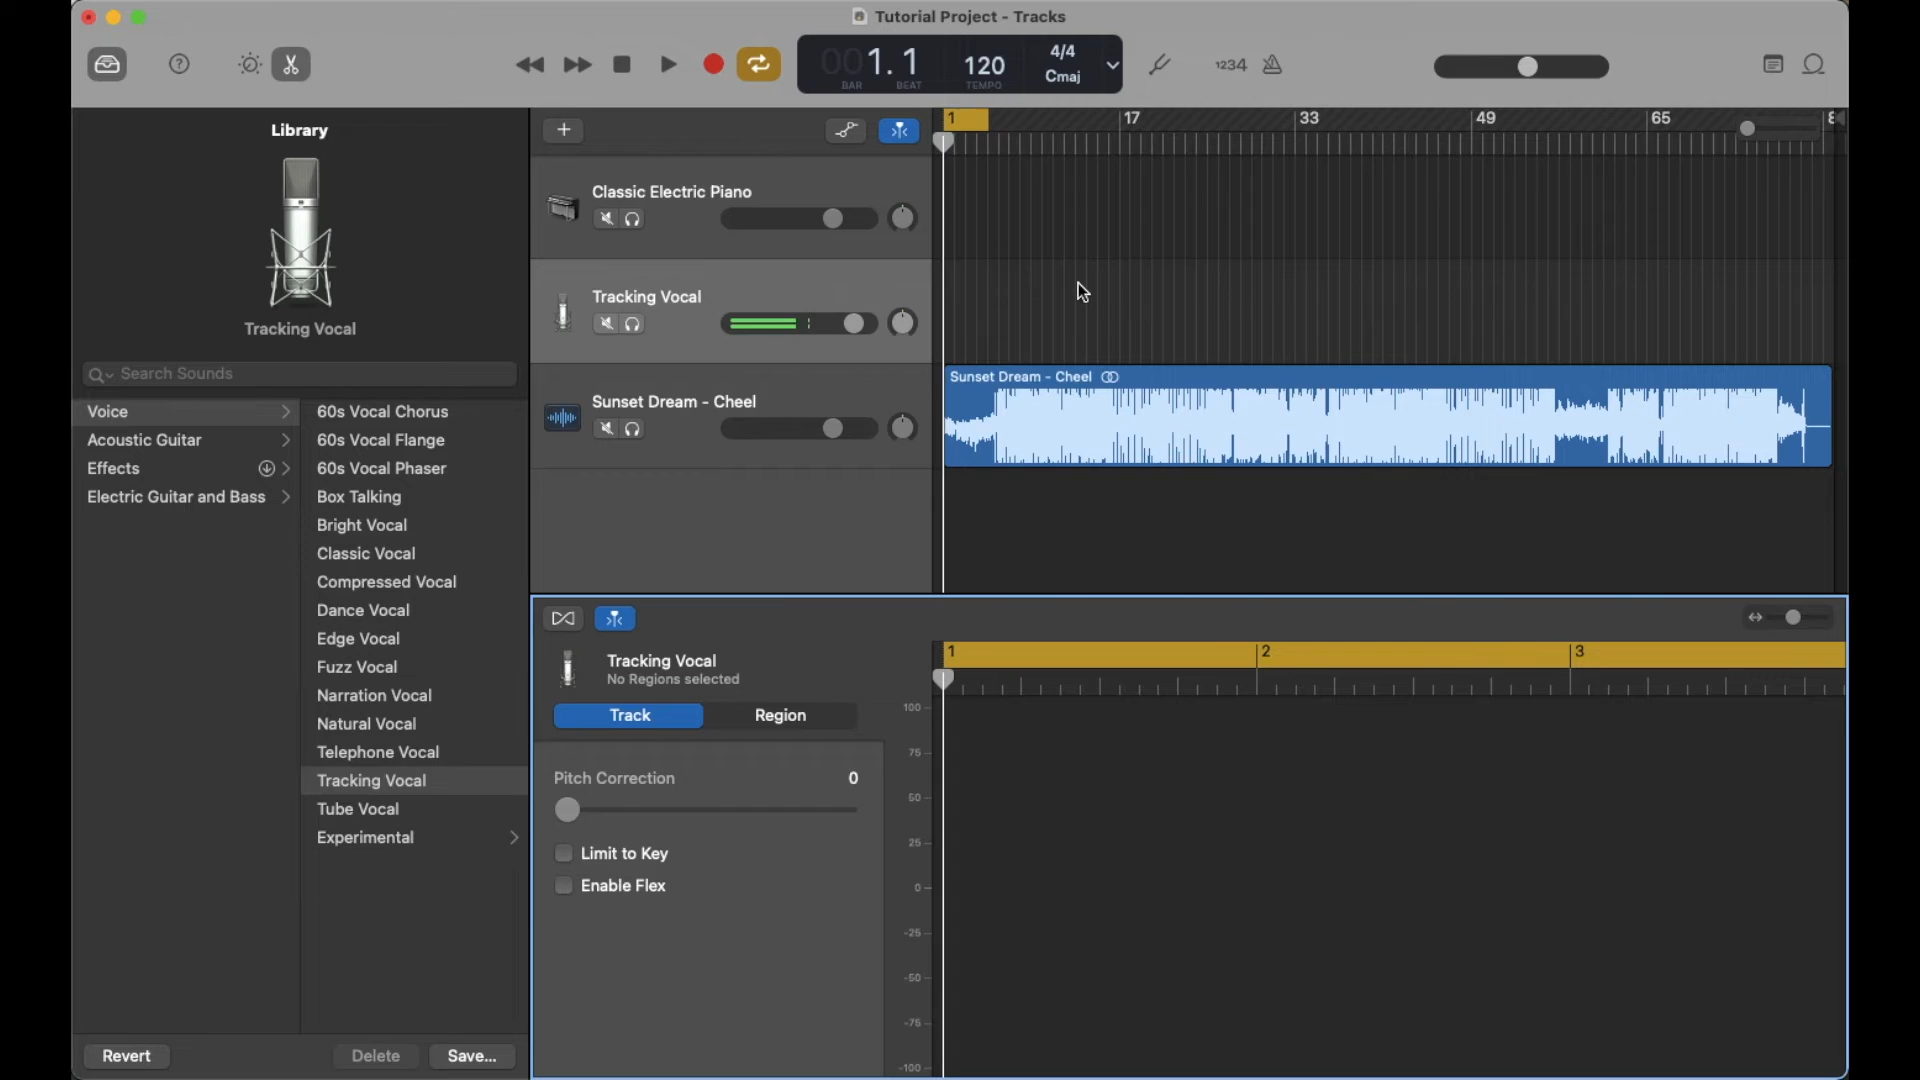 Tutorial Project - Tracks
001.1
BAR
BEAT
120
TEMPO
4/4
Cmaj
1234
Library
Tracking Vocal
Search Sounds
Voice
Acoustic Guitar
Effects
Electric Guitar and Bass
60s Vocal Chorus
60s Vocal Flange
60s Vocal Phaser
Box Talking
Bright Vocal
Classic Vocal
Compressed Vocal
Dance Vocal
Edge Vocal
Fuzz Vocal
Narration Vocal
Natural Vocal
Telephone Vocal
Tracking Vocal
Tube Vocal
Experimental
Revert
Delete
Save...
1 17 33 49 65
Classic Electric Piano
Tracking Vocal
Sunset Dream - Cheel
Sunset Dream - Cheel
Tracking Vocal
No Regions selected
Track
Region
Pitch Correction 0
Limit to Key
Enable Flex
1 2 3
100
75
50
25
0
-25
-50
-75
-100